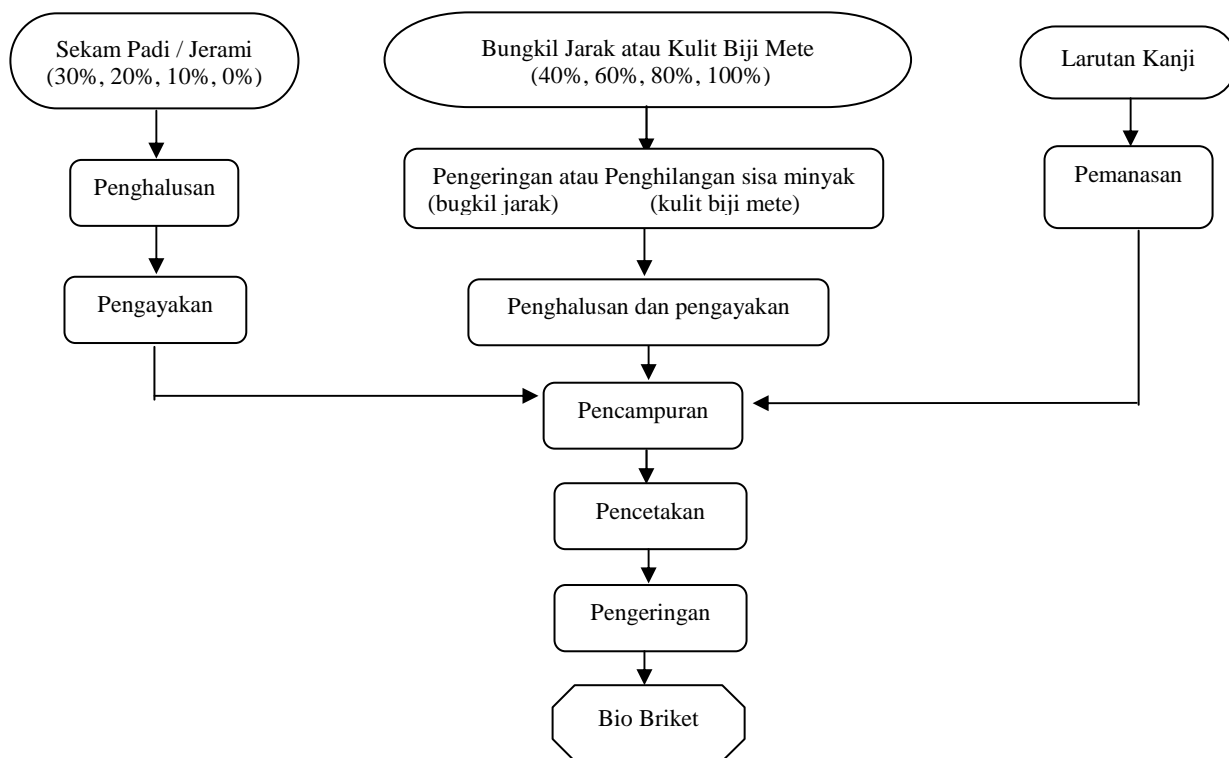 Sekam Padi / Jerami
(30%, 20%, 10%, 0%)
Bungkil Jarak atau Kulit Biji Mete
(40%, 60%, 80%, 100%)
Larutan Kanji
Penghalusan
Pengeringan atau Penghilangan sisa minyak
(bugkil jarak) (kulit biji mete)
Pemanasan
Pengayakan
Penghalusan dan pengayakan
Pencampuran
Pencetakan
Pengeringan
Bio Briket